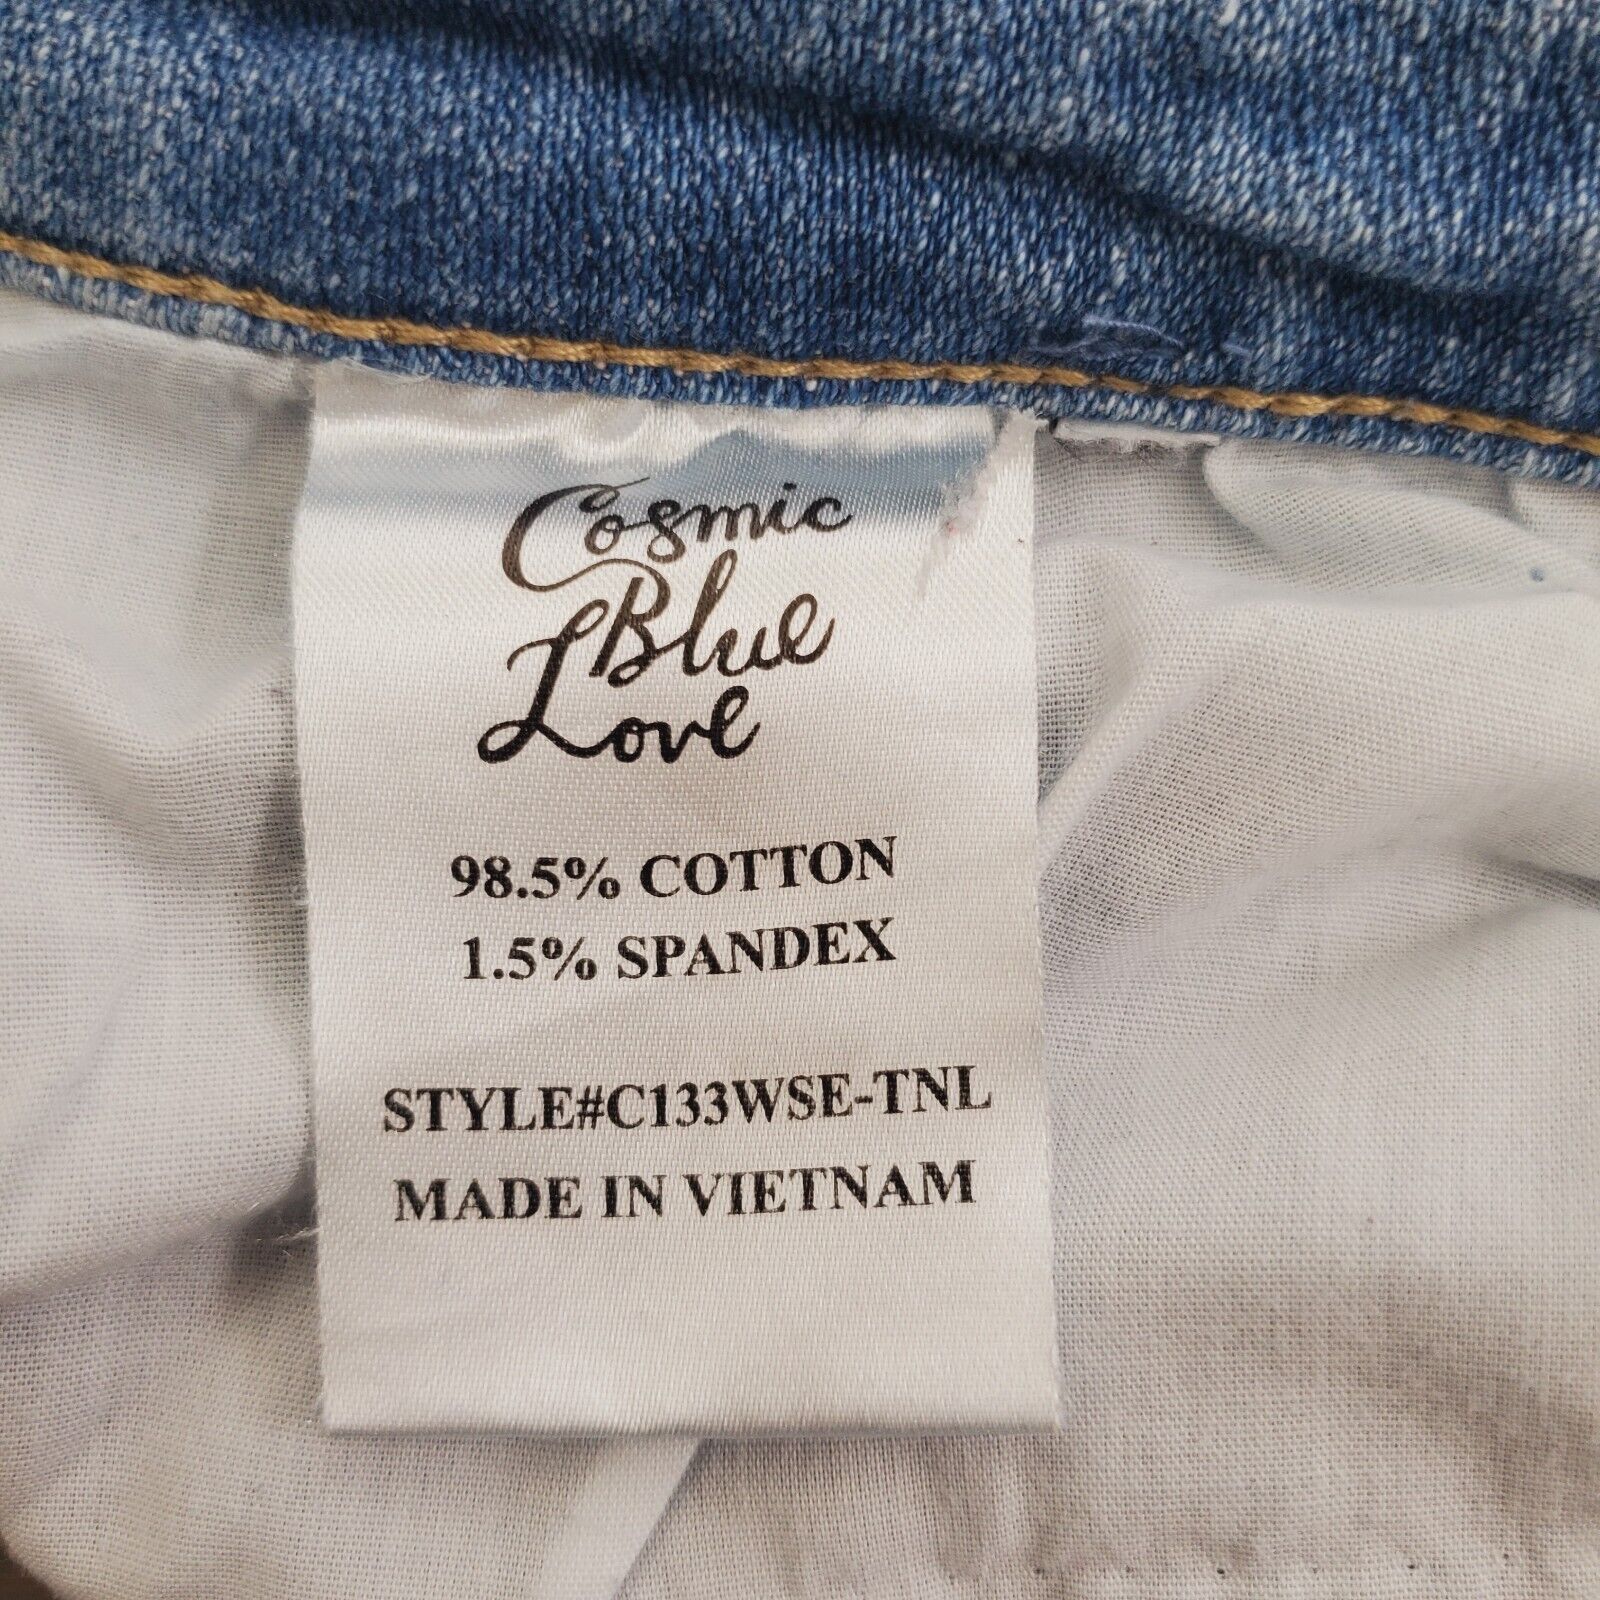 Cosmic
Blue
Love
98.5% COTTON
1.5% SPANDEX
STYLE#C133WSE-TNL
MADE IN VIETNAM